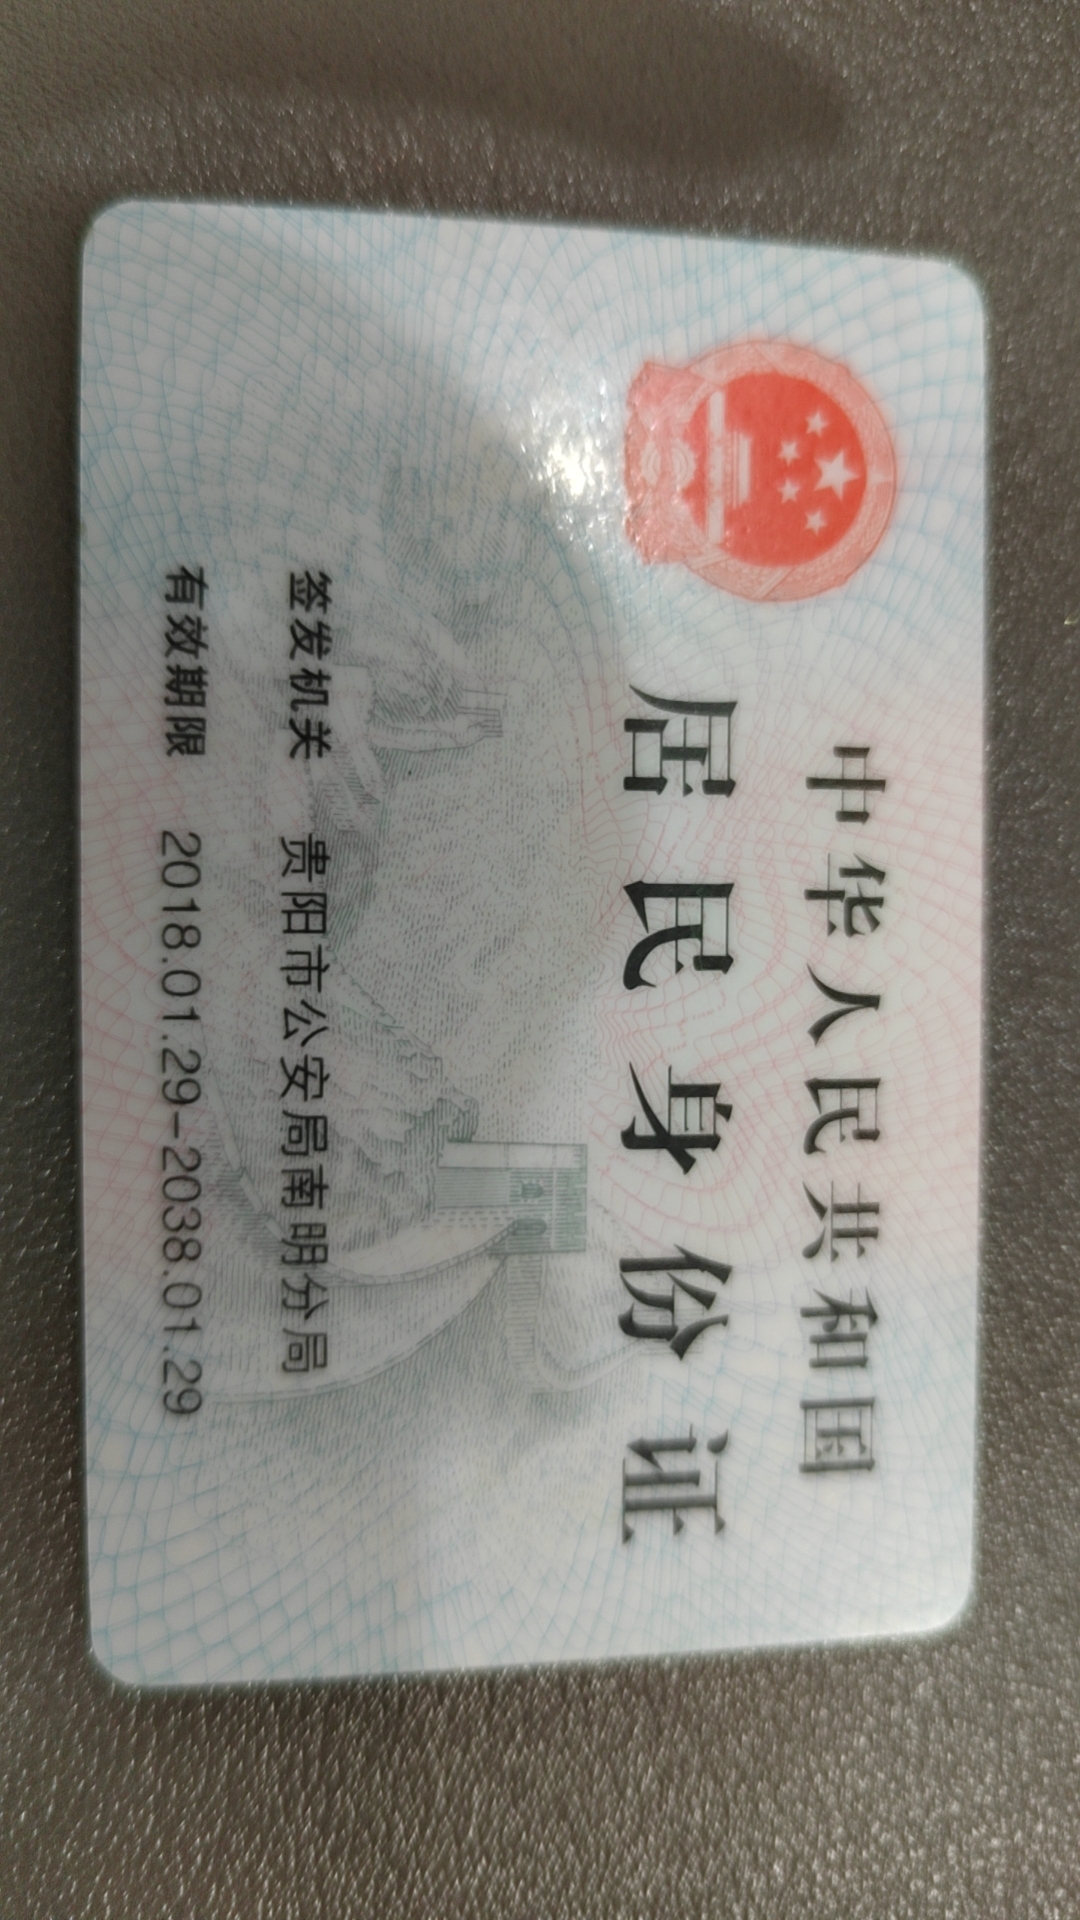 中华人民共和国
居民身份证
签发机关 贵阳市公安局南明分局
有效期限 2018.01.29-2038.01.29